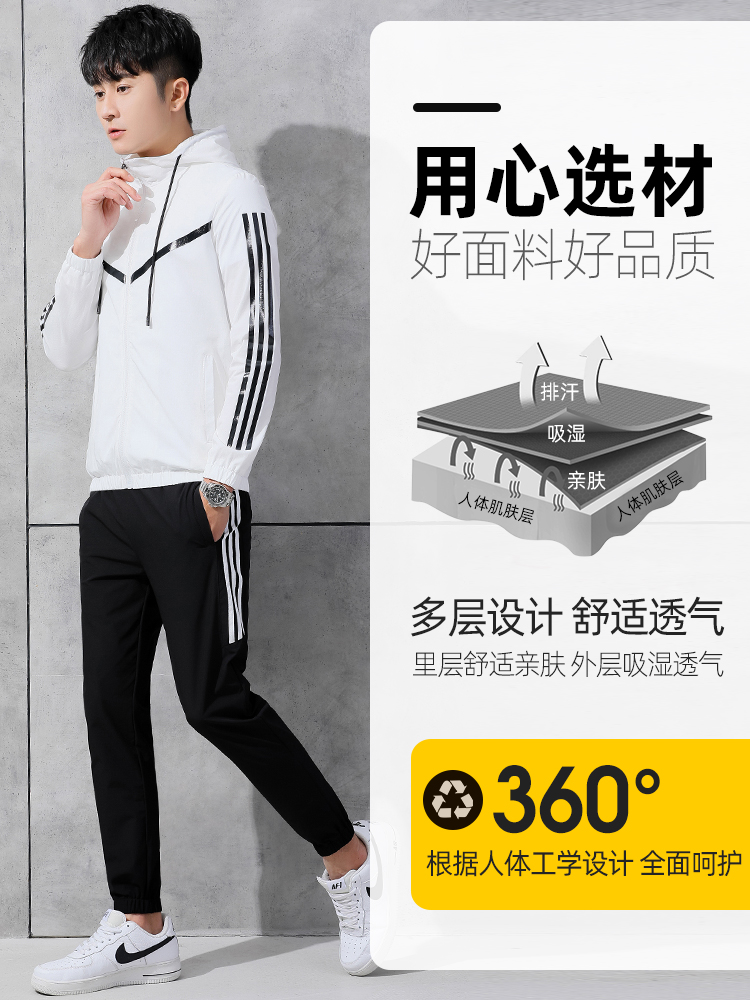 用心选材
好面料好品质
排汗
吸湿
亲肤
人体肌肤层
人体肌肤层
多层设计 舒适透气
里层舒适亲肤 外层吸湿透气
360°
根据人体工学设计 全面呵护
AF1